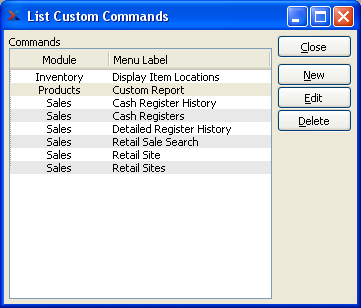 List Custom Commands
Commands
Module Menu Label
Inventory Display Item Locations
Products Custom Report
Sales Cash Register History
Sales Cash Registers
Sales Detailed Register History
Sales Retail Sale Search
Sales Retail Site
Sales Retail Sites
Close
New
Edit
Delete